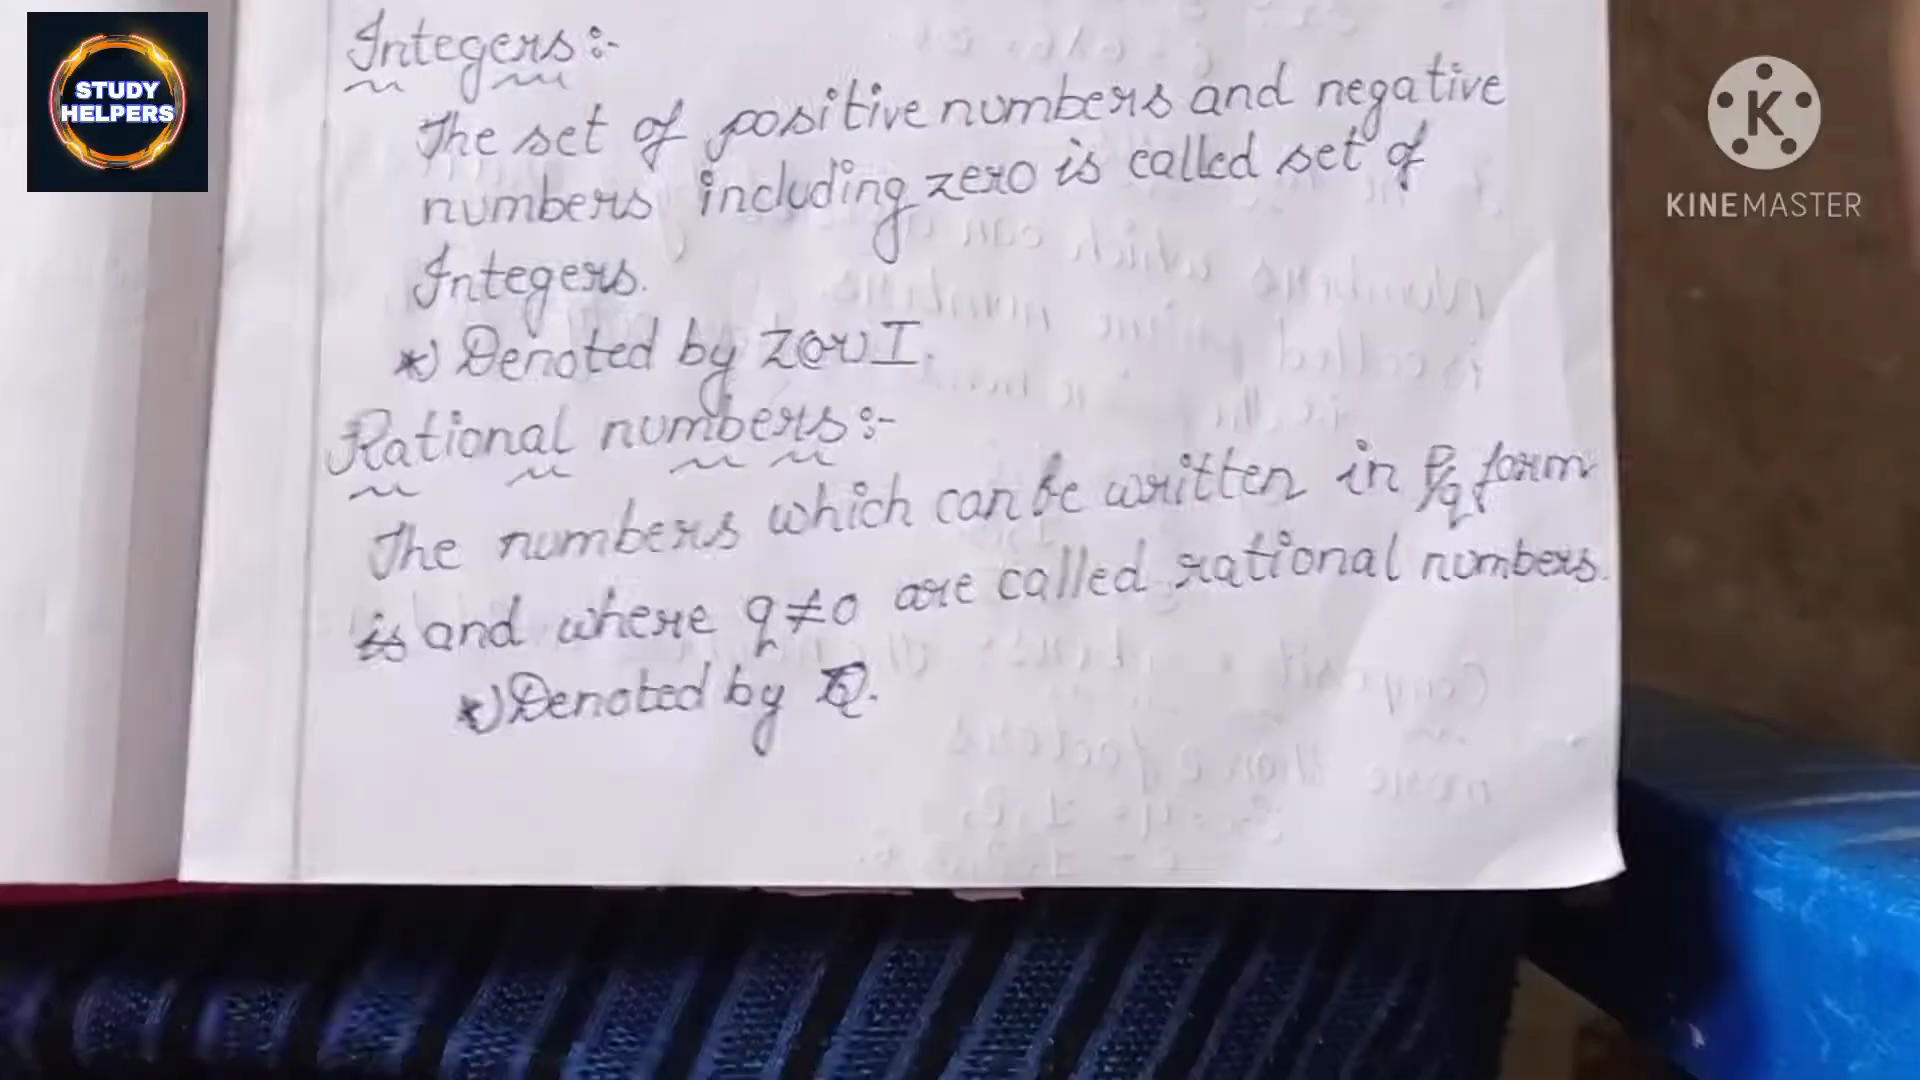 STUDY
HELPERS
K
KINEMASTER
Integers:-
The set of positive numbers and negative
numbers including zero is called set of
Integers.
*) Denoted by Z or I.
Rational numbers:-
The numbers which can be written in P/q form
is and where q≠0 are called rational numbers.
*) Denoted by Q.